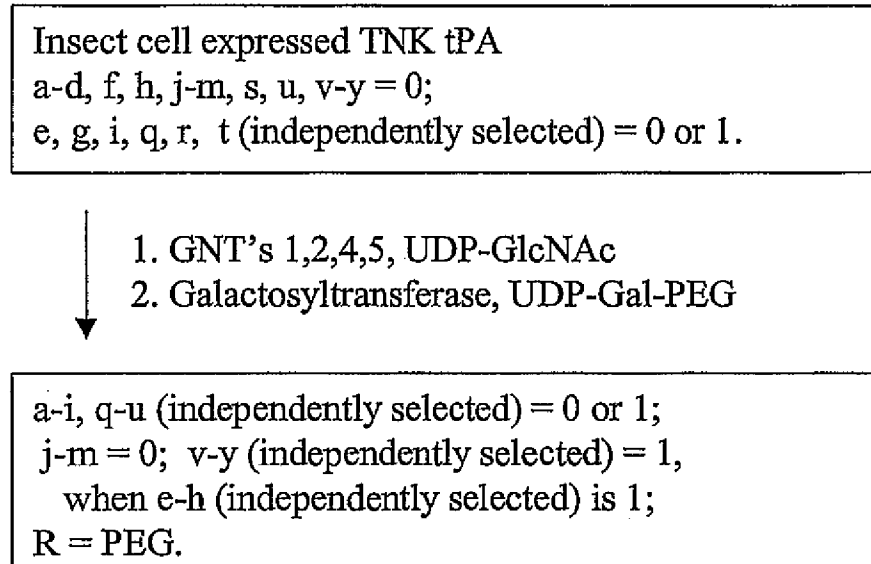 Insect cell expressed TNK tPA
a-d, f, h, j-m, s, u, v-y = 0;
e, g, i, q, r, t (independently selected) = 0 or 1.
1. GNT's 1,2,4,5, UDP-GlcNAc
2. Galactosyltransferase, UDP-Gal-PEG
a-i, q-u (independently selected) = 0 or 1;
j-m = 0; v-y (independently selected) = 1,
when e-h (independently selected) is 1;
R = PEG.